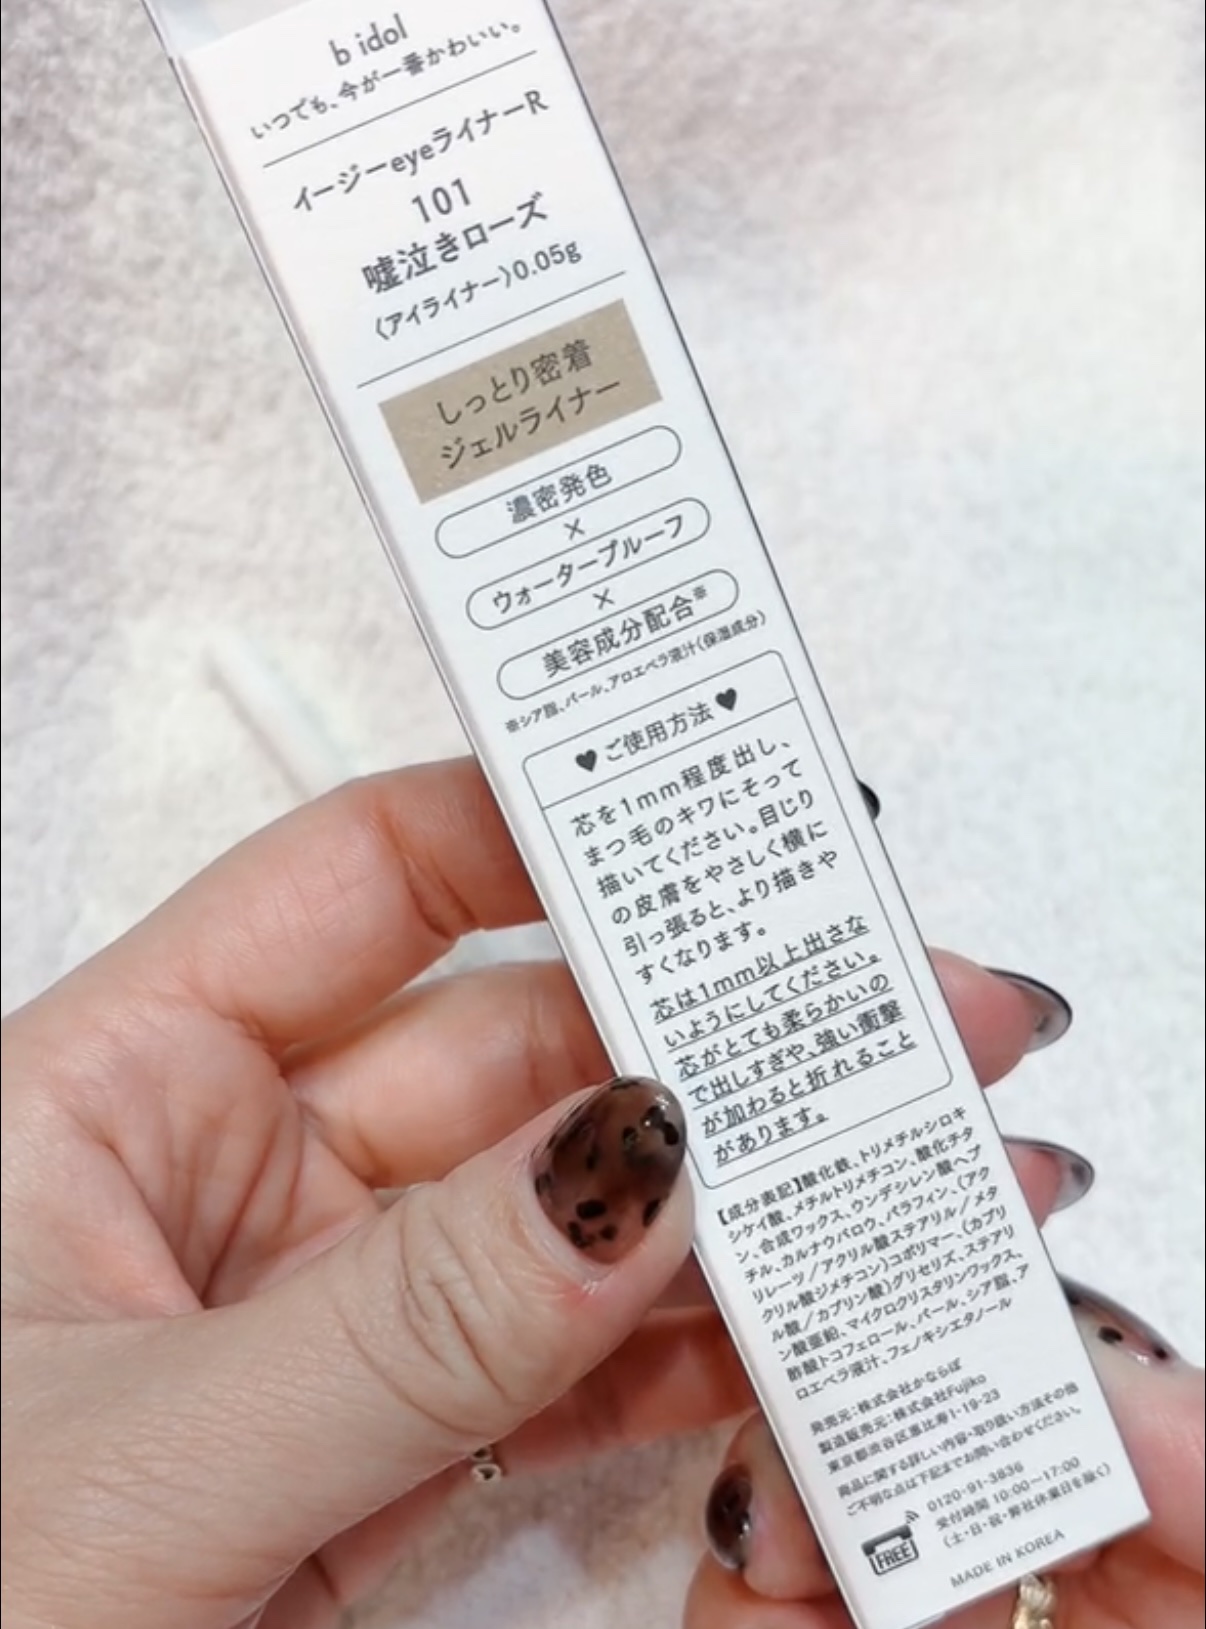 b idol
いつでも、今が一番かわいい。
イージーeyeライナーR
101
嘘泣きローズ
〈アイライナー〉0.05g
しっとり密着
ジェルライナー
濃密発色
×
ウォータープルーフ
×
美容成分配合※
※シア脂、パール、アロエベラ液汁(保湿成分)
♥ご使用方法♥
芯を1mm程度出し、
まつ毛のキワにそって
描いてください。目じり
の皮膚をやさしく横に
引っ張ると、より描きや
すくなります。
芯は1mm以上出さな
いようにしてください。
芯がとても柔らかいの
で出しすぎや、強い衝撃
が加わると折れること
があります。
【成分表記】酸化鉄、トリメチルシロキ
シケイ酸、メチルトリメチコン、酸化チタ
ン、合成ワックス、ウンデシレン酸ヘプ
チル、カルナウバロウ、パラフィン、(アク
リレーツ/アクリル酸ステアリル/メタ
クリル酸ジメチコン)コポリマー、(カプリ
ル酸/カプリン酸)グリセリズ、ステアリ
ン酸亜鉛、マイクロクリスタリンワックス、
酢酸トコフェロール、パール、シア脂、ア
ロエベラ液汁、フェノキシエタノール
発売元:株式会社かならぼ
製造販売元:株式会社Fujiko
東京都渋谷区恵比寿1-19-23
商品に関する詳しい内容・取り扱い方法その他
ご不明な点は下記までお問い合わせください。
FREE
0120-91-3836
受付時間 10:00〜17:00
(土・日・祝・弊社休業日を除く)
MADE IN KOREA